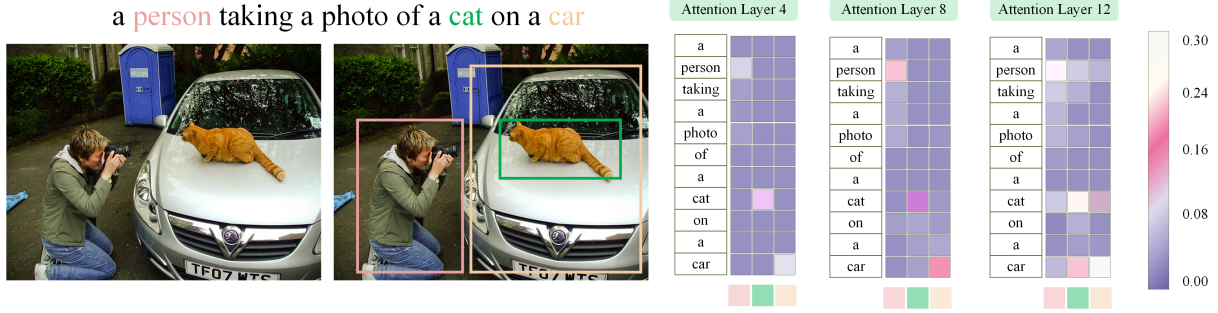 a person taking a photo of a cat on a car
TF07 WTS
TF07 WTS
Attention Layer 4
a
person
taking
a
photo
of
a
cat
on
a
car
Attention Layer 8
a
person
taking
a
photo
of
a
cat
on
a
car
Attention Layer 12
a
person
taking
a
photo
of
a
cat
on
a
car
0.30
0.24
0.16
0.08
0.00